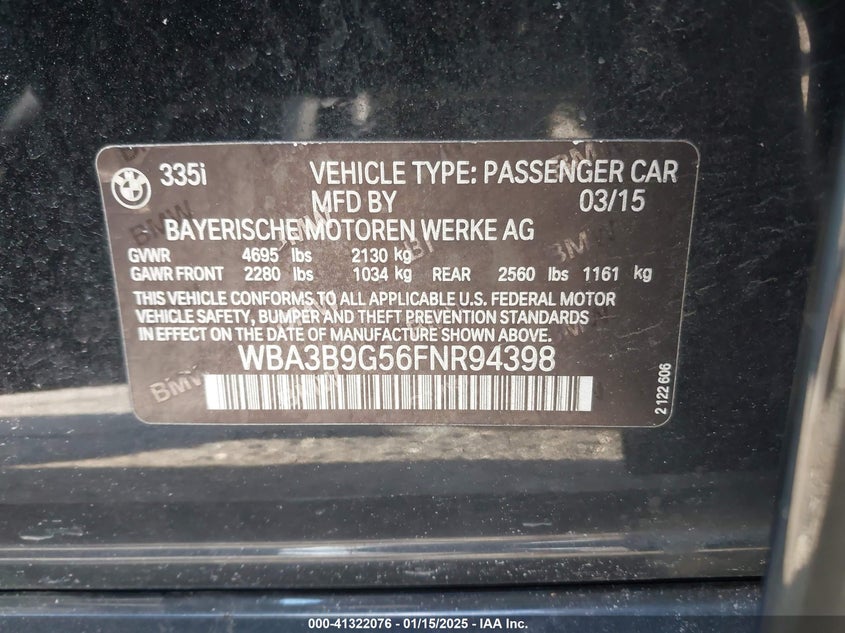 335i VEHICLE TYPE: PASSENGER CAR
MFD BY 03/15
BAYERISCHE MOTOREN WERKE AG
GVWR 4695 lbs 2130 kg
GAWR FRONT 2280 lbs 1034 kg REAR 2560 lbs 1161 kg
THIS VEHICLE CONFORMS TO ALL APPLICABLE U.S. FEDERAL MOTOR
VEHICLE SAFETY, BUMPER AND THEFT PREVENTION STANDARDS
IN EFFECT ON THE DATE OF MANUFACTURE SHOWN ABOVE.
WBA3B9G56FNR94398
2 122 606
000-41322076 - 01/15/2025 - IAA Inc.